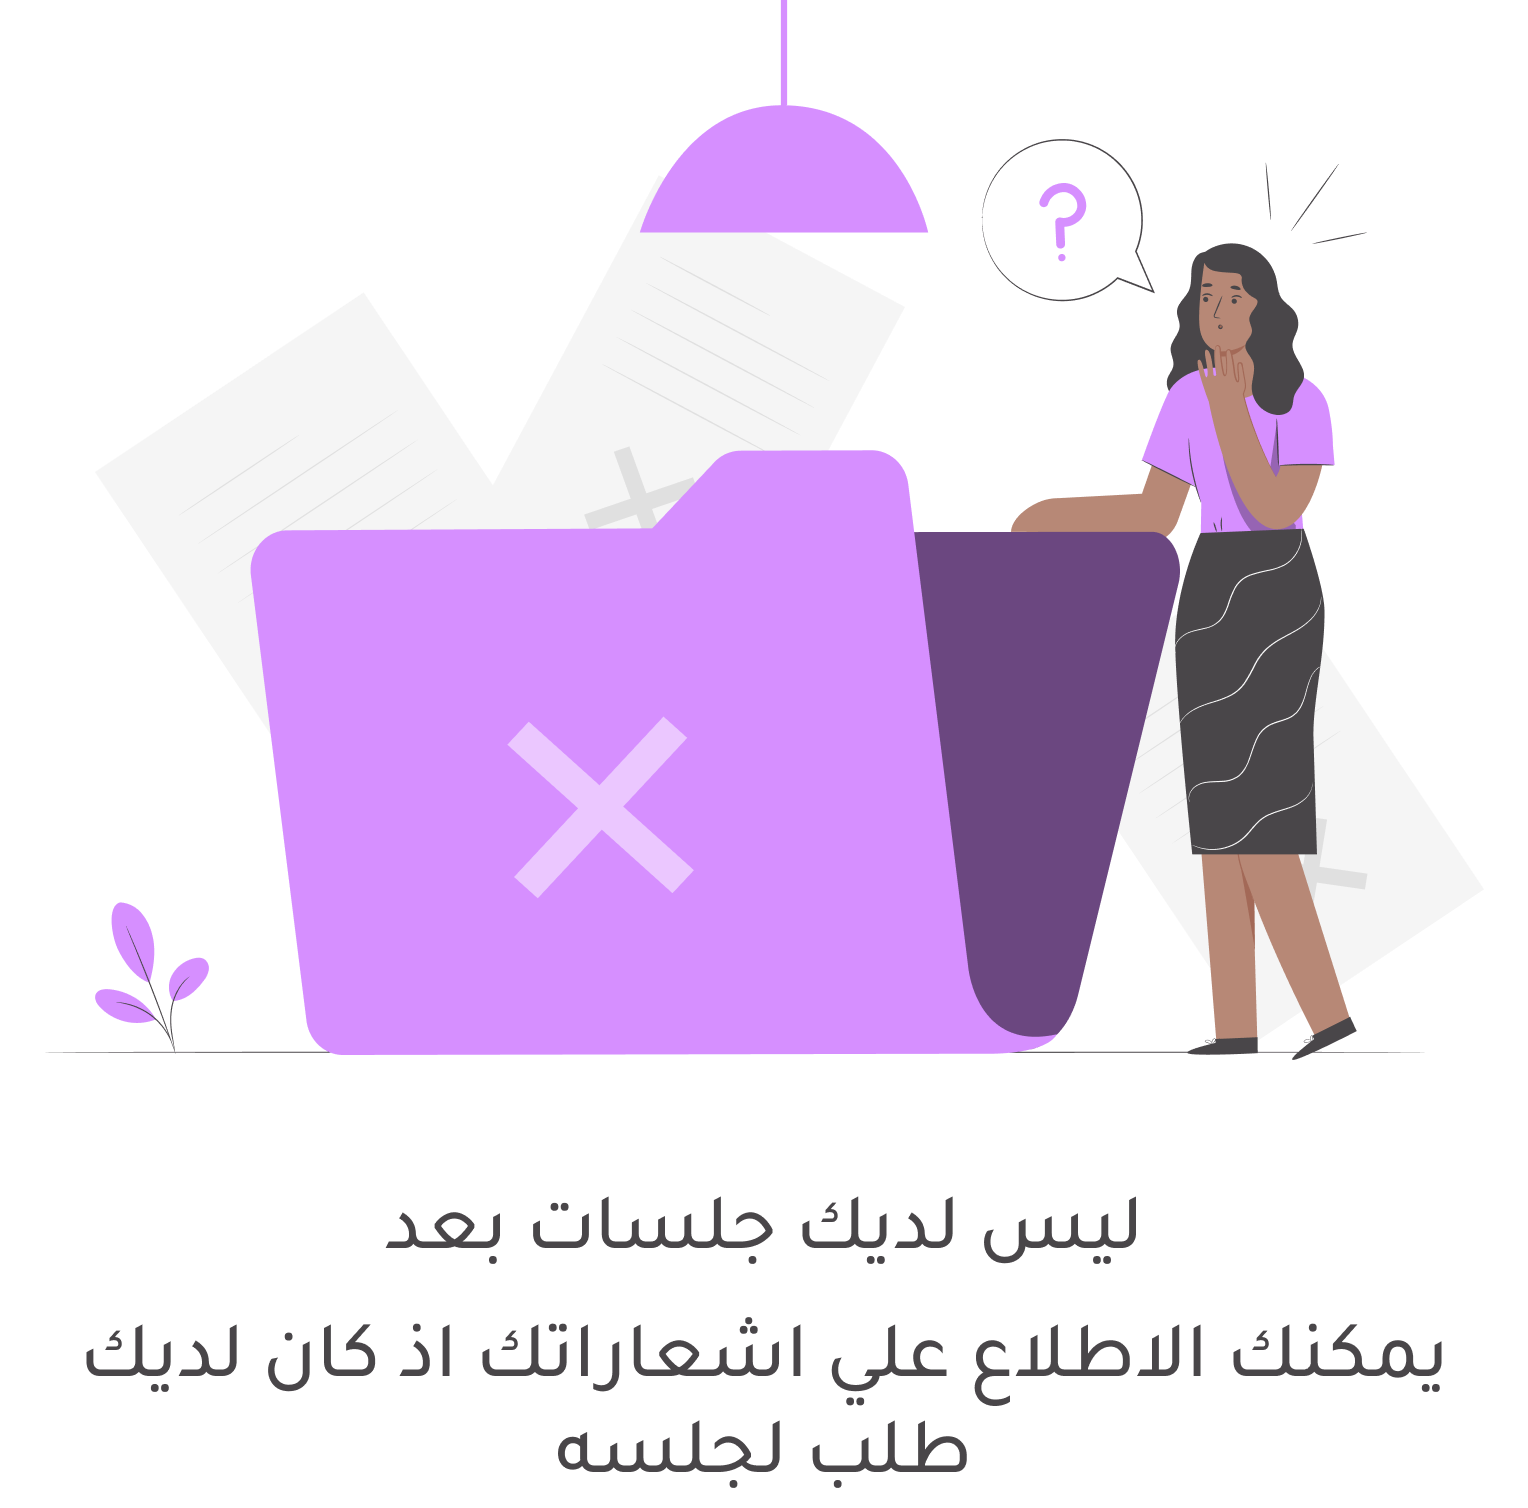 ?
ليس لديك جلسات بعد
يمكنك الاطلاع علي اشعاراتك اذ كان لديك
طلب لجلسه